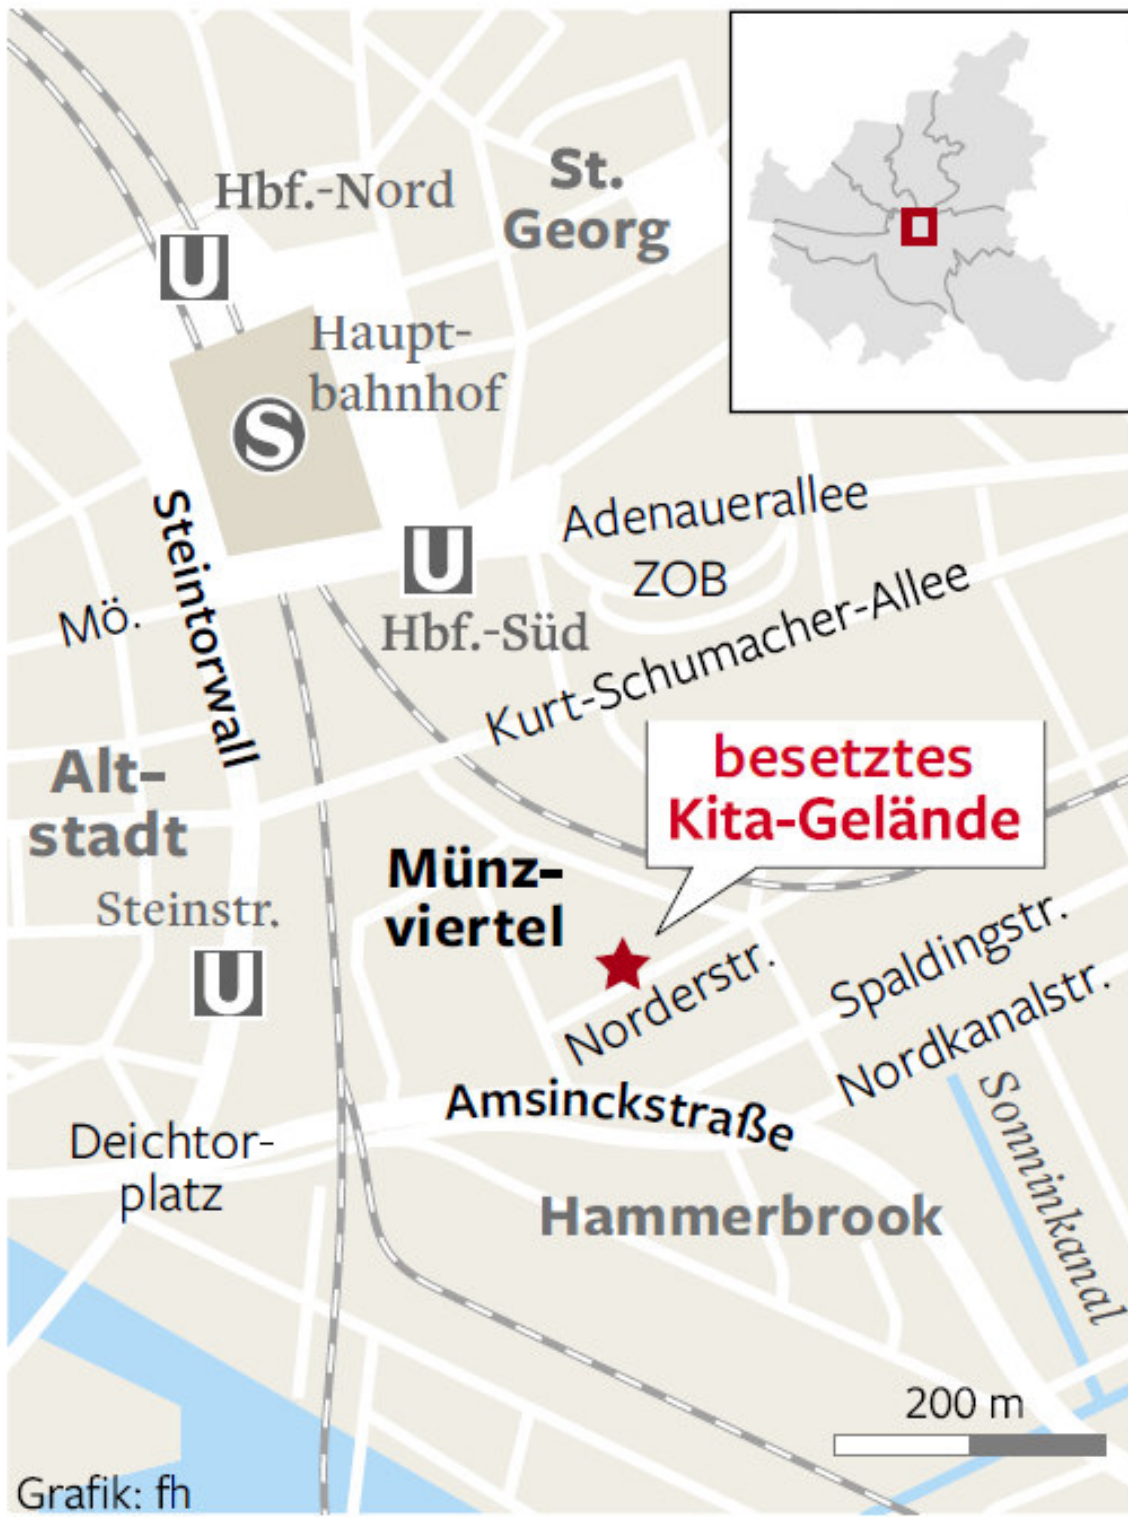 Hbf.-Nord
St.
Georg
U
Haupt-
bahnhof
S
Steintorwall
Adenauerallee
U
ZOB
Mö.
Hbf.-Süd
Kurt-Schumacher-Allee
besetztes
Kita-Gelände
Alt-
stadt
Münz-
viertel
Steinstr.
U
Norderstr.
Spaldingstr.
Nordkanalstr.
Amsinckstraße
Sonninkanal
Deichtor-
platz
Hammerbrook
200 m
Grafik: fh